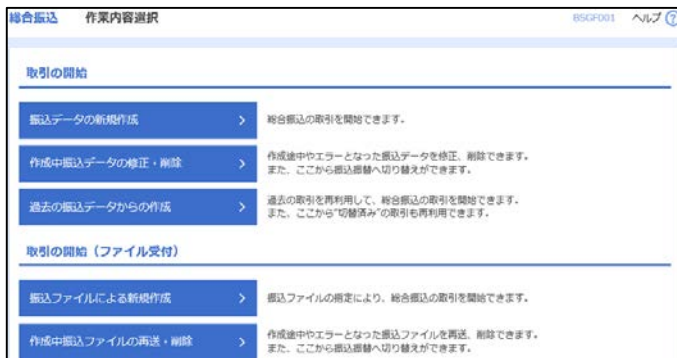 総合振込 作業内容選択 BSGF001 ヘルプ ?
取引の開始
振込データの新規作成 > 総合振込の取引を開始できます。
作成中振込データの修正・削除 > 作成途中やエラーとなった振込データを修正、削除できます。
また、ここから振込振替へ切り替えができます。
過去の振込データからの作成 > 過去の取引を再利用して、総合振込の取引を開始できます。
また、ここから"切替済み"の取引も再利用できます。
取引の開始（ファイル受付）
振込ファイルによる新規作成 > 振込ファイルの指定により、総合振込の取引を開始できます。
作成中振込ファイルの再送・削除 > 作成途中やエラーとなった振込ファイルを再送、削除できます。
また、ここから振込振替へ切り替えができます。